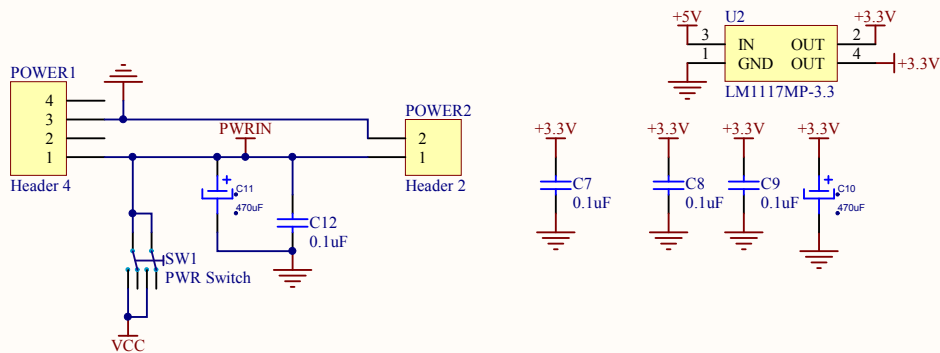 POWER1
4
3
2
1
Header 4
PWRIN
POWER2
2
1
Header 2
C11
470uF
C12
0.1uF
SW1
PWR Switch
VCC
+5V
U2
+3.3V
3 IN OUT 2
1 GND OUT 4
+3.3V
LM1117MP-3.3
+3.3V
C7
0.1uF
+3.3V
C8
0.1uF
+3.3V
C9
0.1uF
+3.3V
C10
470uF